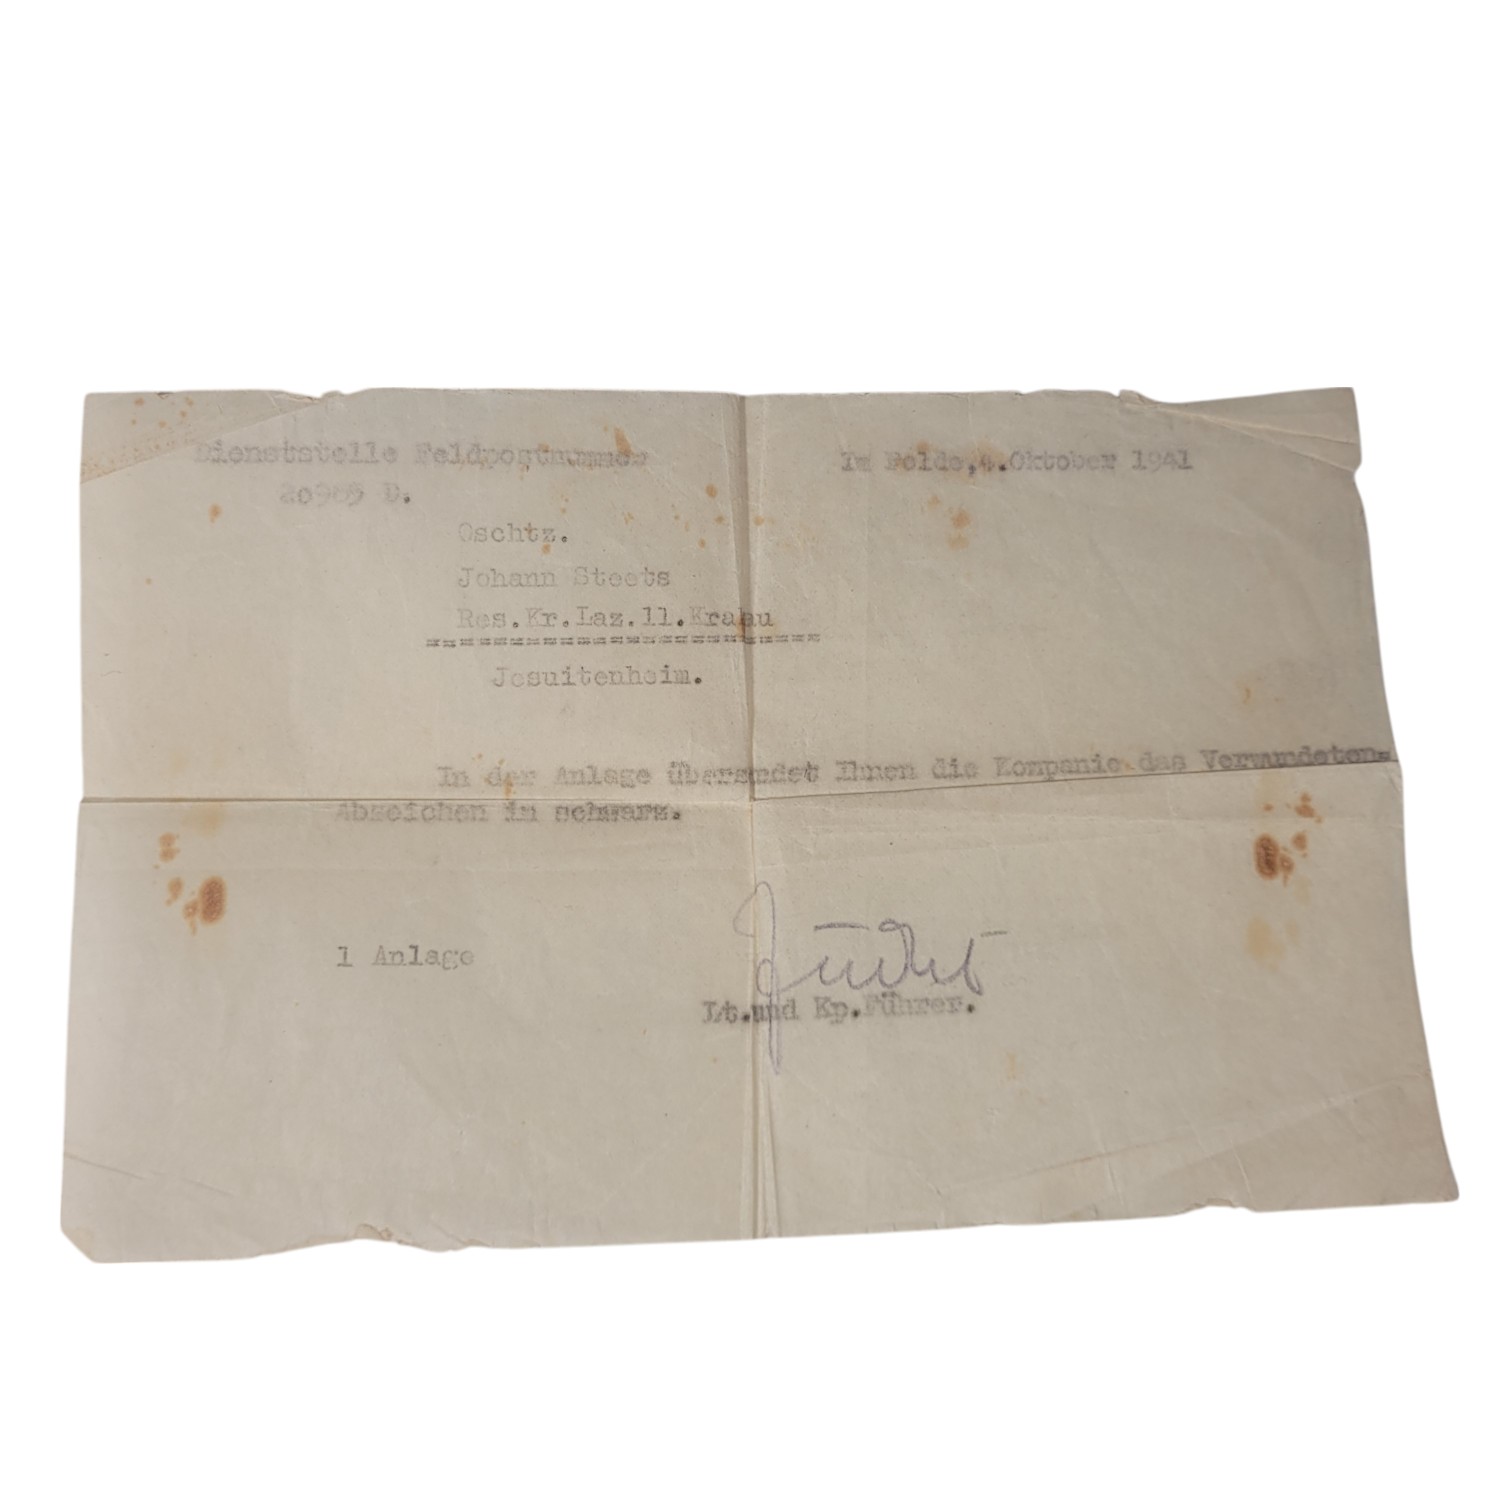 Dienststelle Feldpostnummer
Im Felde,4.Oktober 1941
20985 D.
Oschtz.
Johann Steets
Res.Kr.Laz.11.Krakau
Jesuitenheim.
In der Anlage übersendet Ihnen die Kompanie das Verwundeten=
Abzeichen in schwarz.
1 Anlage
Lt.und Kp.Führer.